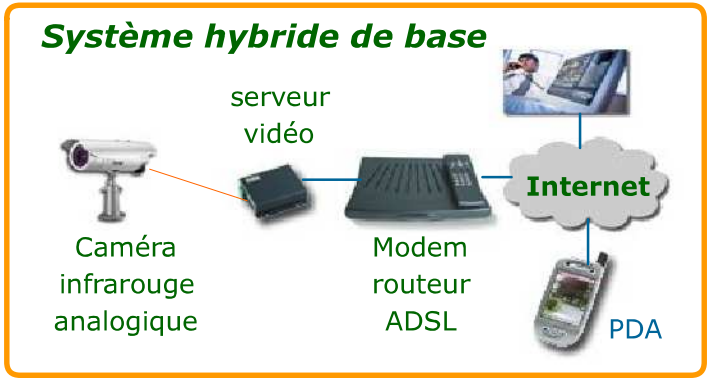 Système hybride de base
serveur
vidéo
Internet
Caméra
infrarouge
analogique
Modem
routeur
ADSL
PDA